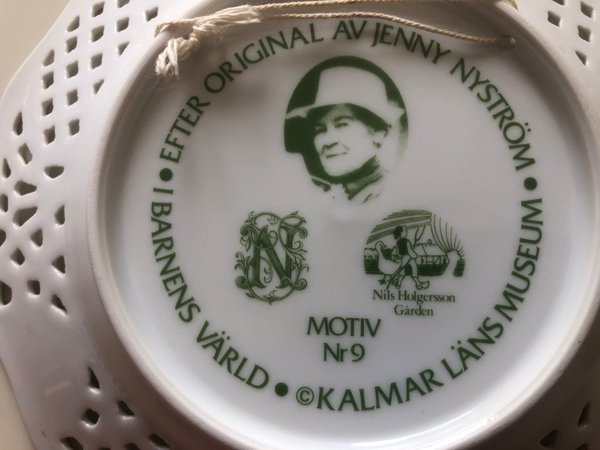 EFTER ORIGINAL AV JENNY NYSTRÖM • © KALMAR LÄNS MUSEUM • I BARNENS VÄRLD •
N
Nils Holgersson
Gården
MOTIV
Nr 9